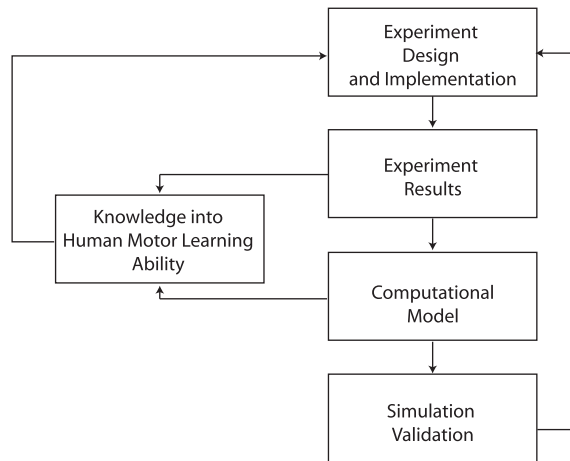 Experiment
Design
and Implementation
Experiment
Results
Knowledge into
Human Motor Learning
Ability
Computational
Model
Simulation
Validation